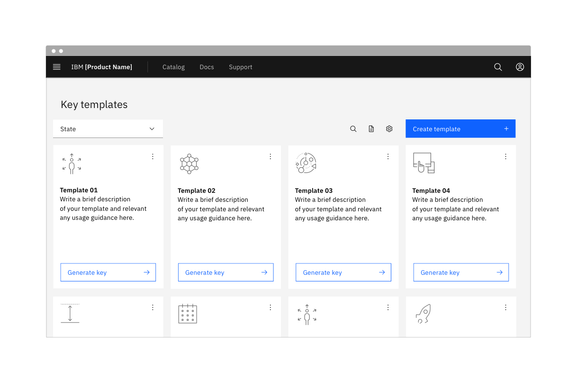 IBM [Product Name] Catalog Docs Support
Key templates
State
Create template
Template 01
Write a brief description
of your template and relevant
any usage guidance here.
Generate key
Template 02
Write a brief description
of your template and relevant
any usage guidance here.
Generate key
Template 03
Write a brief description
of your template and relevant
any usage guidance here.
Generate key
Template 04
Write a brief description
of your template and relevant
any usage guidance here.
Generate key